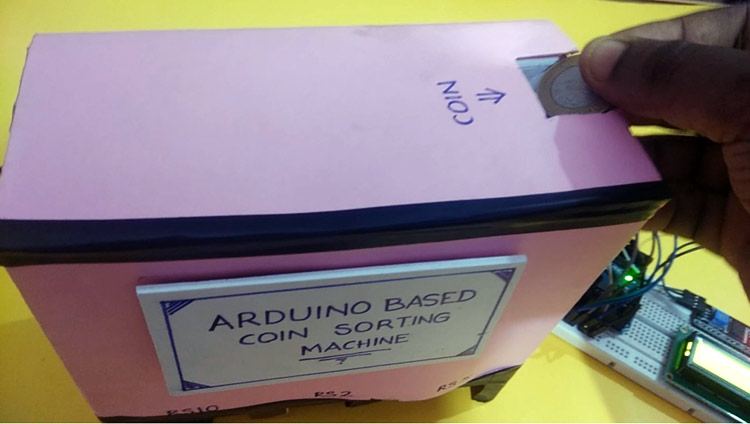 COIN
ARDUINO BASED
COIN SORTING
MACHINE
RS10
RS2